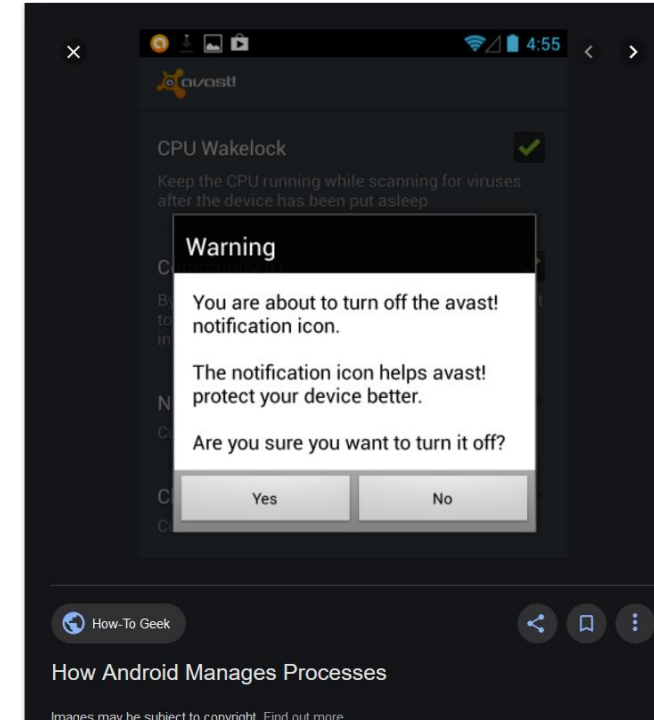 4:55
avast!
CPU Wakelock
Keep the CPU running while scanning for viruses
after the device has been put asleep
Warning
You are about to turn off the avast!
notification icon.
The notification icon helps avast!
protect your device better.
Are you sure you want to turn it off?
Yes
No
How-To Geek
How Android Manages Processes
Images may be subject to copyright. Find out more